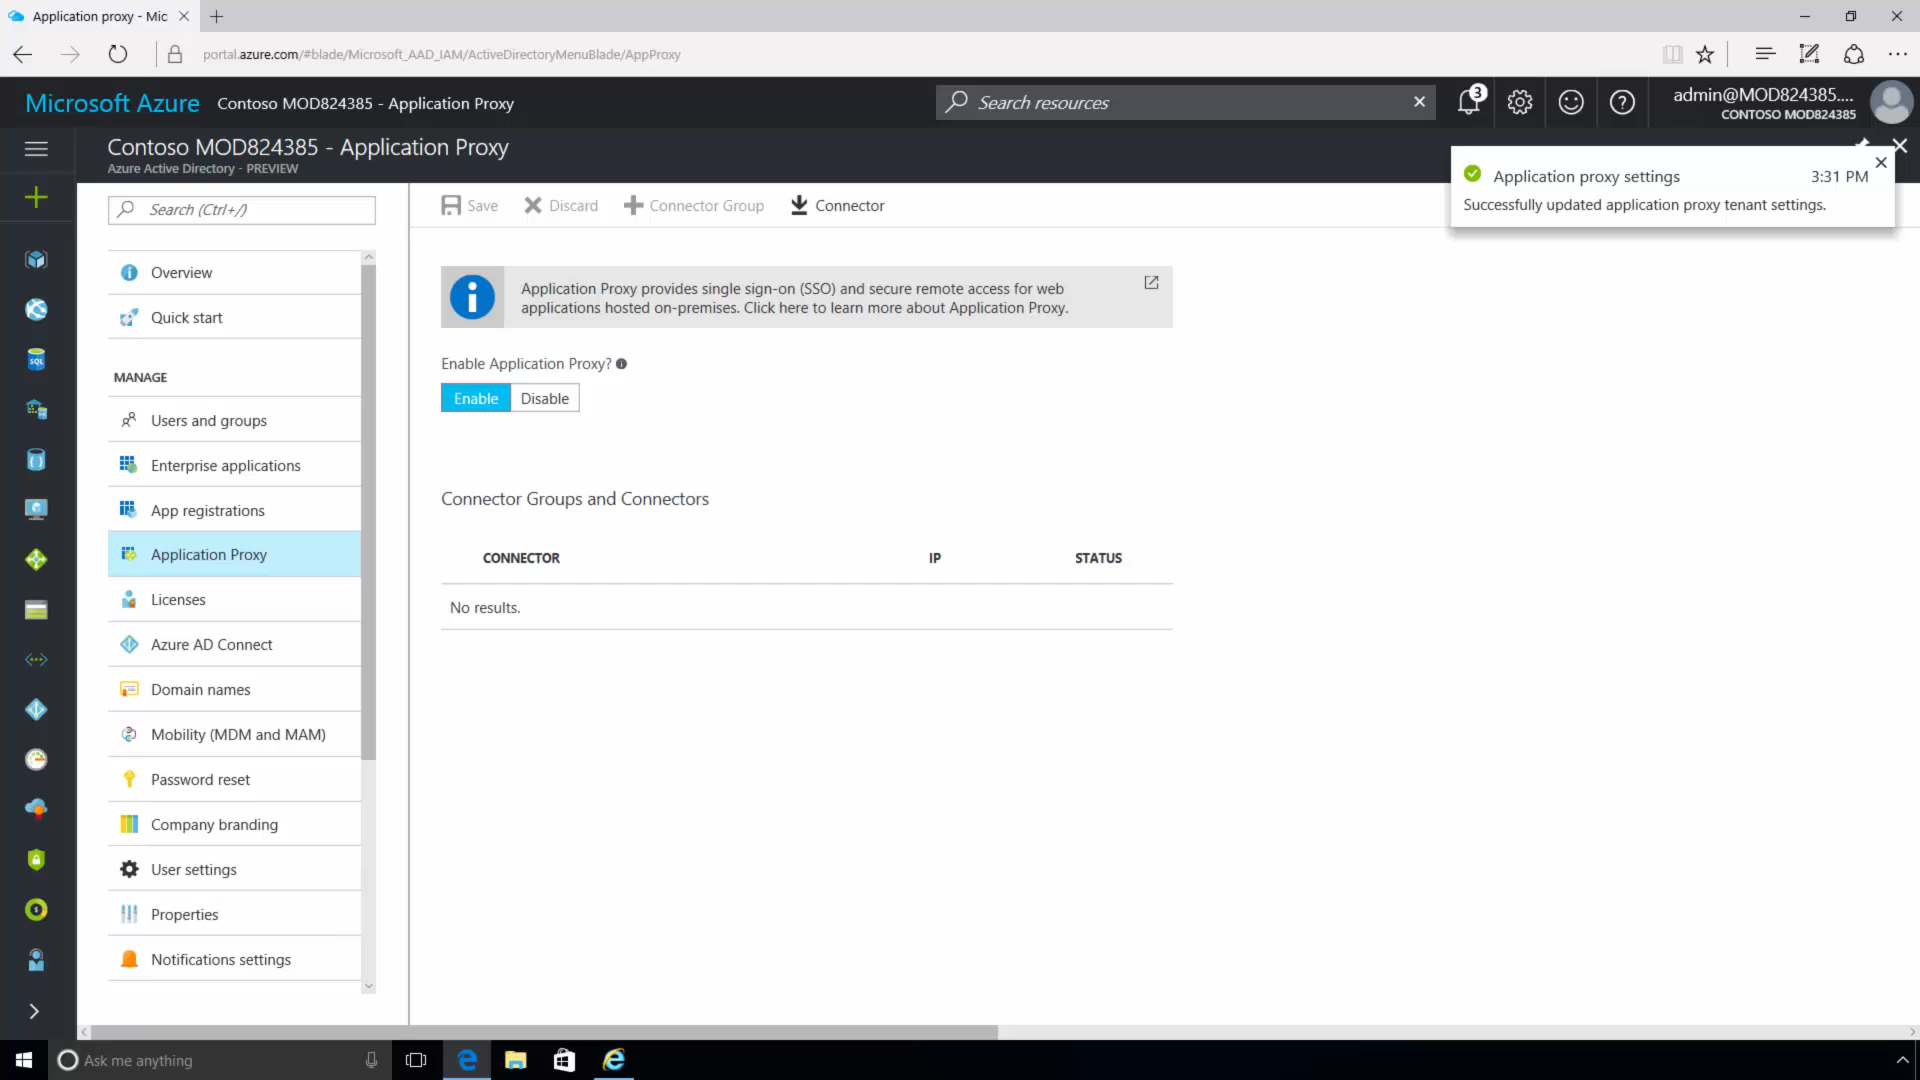 Application proxy - Mic
portal.azure.com/#blade/Microsoft_AAD_IAM/ActiveDirectoryMenuBlade/AppProxy
Microsoft Azure
Contoso MOD824385 - Application Proxy
Search resources
3
admin@MOD824385....
CONTOSO MOD824385
Contoso MOD824385 - Application Proxy
Azure Active Directory - PREVIEW
Application proxy settings
3:31 PM
Successfully updated application proxy tenant settings.
Search (Ctrl+/)
Overview
Quick start
MANAGE
Users and groups
Enterprise applications
App registrations
Application Proxy
Licenses
Azure AD Connect
Domain names
Mobility (MDM and MAM)
Password reset
Company branding
User settings
Properties
Notifications settings
Save
Discard
Connector Group
Connector
Application Proxy provides single sign-on (SSO) and secure remote access for web
applications hosted on-premises. Click here to learn more about Application Proxy.
Enable Application Proxy?
Enable
Disable
Connector Groups and Connectors
CONNECTOR
IP
STATUS
No results.
SQL
Ask me anything